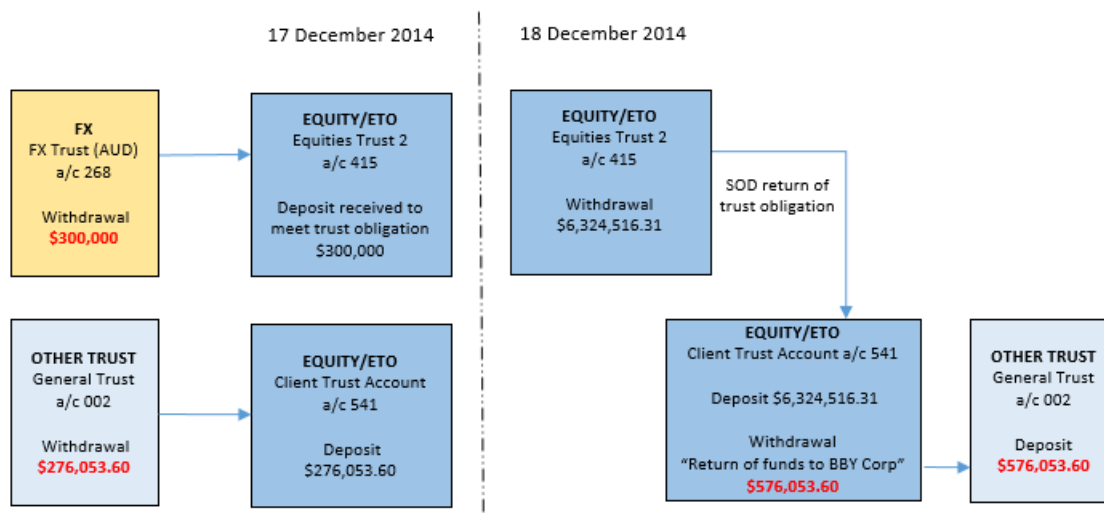 17 December 2014
18 December 2014
FX
FX Trust (AUD)
a/c 268
Withdrawal
$300,000
EQUITY/ETO
Equities Trust 2
a/c 415
Deposit received to
meet trust obligation
$300,000
EQUITY/ETO
Equities Trust 2
a/c 415
Withdrawal
$6,324,516.31
SOD return of
trust obligation
OTHER TRUST
General Trust
a/c 002
Withdrawal
$276,053.60
EQUITY/ETO
Client Trust Account
a/c 541
Deposit
$276,053.60
EQUITY/ETO
Client Trust Account a/c 541
Deposit $6,324,516.31
Withdrawal
“Return of funds to BBY Corp”
$576,053.60
OTHER TRUST
General Trust
a/c 002
Deposit
$576,053.60